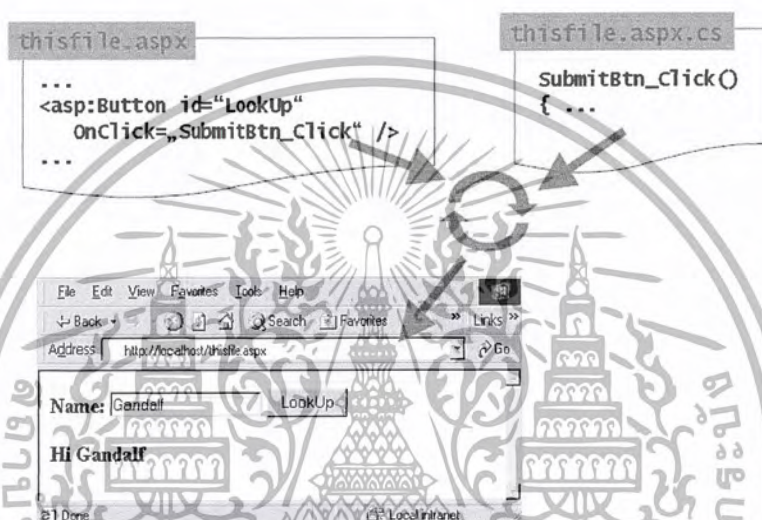 thisfile.aspx
...
<asp:Button id="LookUp"
OnClick=„SubmitBtn_Click" />
...
thisfile.aspx.cs
SubmitBtn_Click()
{ ...
File Edit View Favorites Tools Help
Back Search Favorites » Links »
Address http://localhost/thisfile.aspx Go
Name: Gandalf LookUp
Hi Gandalf
Done Local intranet